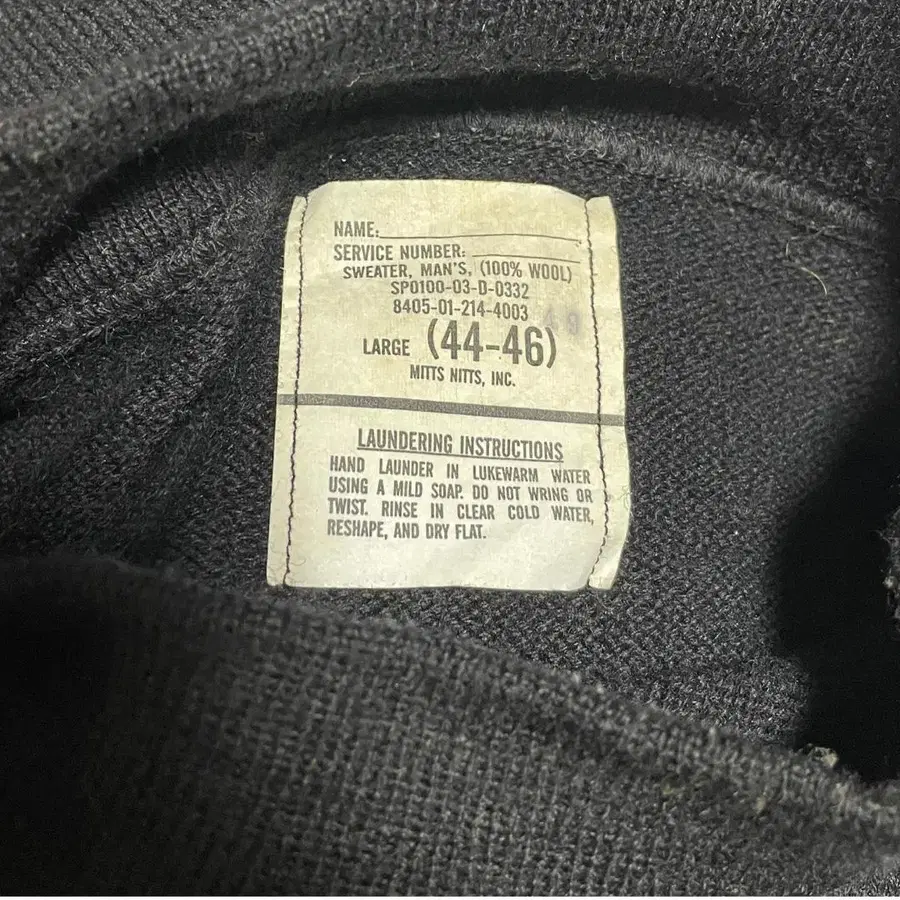 NAME:
SERVICE NUMBER:
SWEATER, MAN'S, (100% WOOL)
SP0100-03-D-0332
8405-01-214-4003
49
LARGE (44-46)
MITTS NITTS, INC.
LAUNDERING INSTRUCTIONS
HAND LAUNDER IN LUKEWARM WATER
USING A MILD SOAP. DO NOT WRING OR
TWIST. RINSE IN CLEAR COLD WATER,
RESHAPE, AND DRY FLAT.